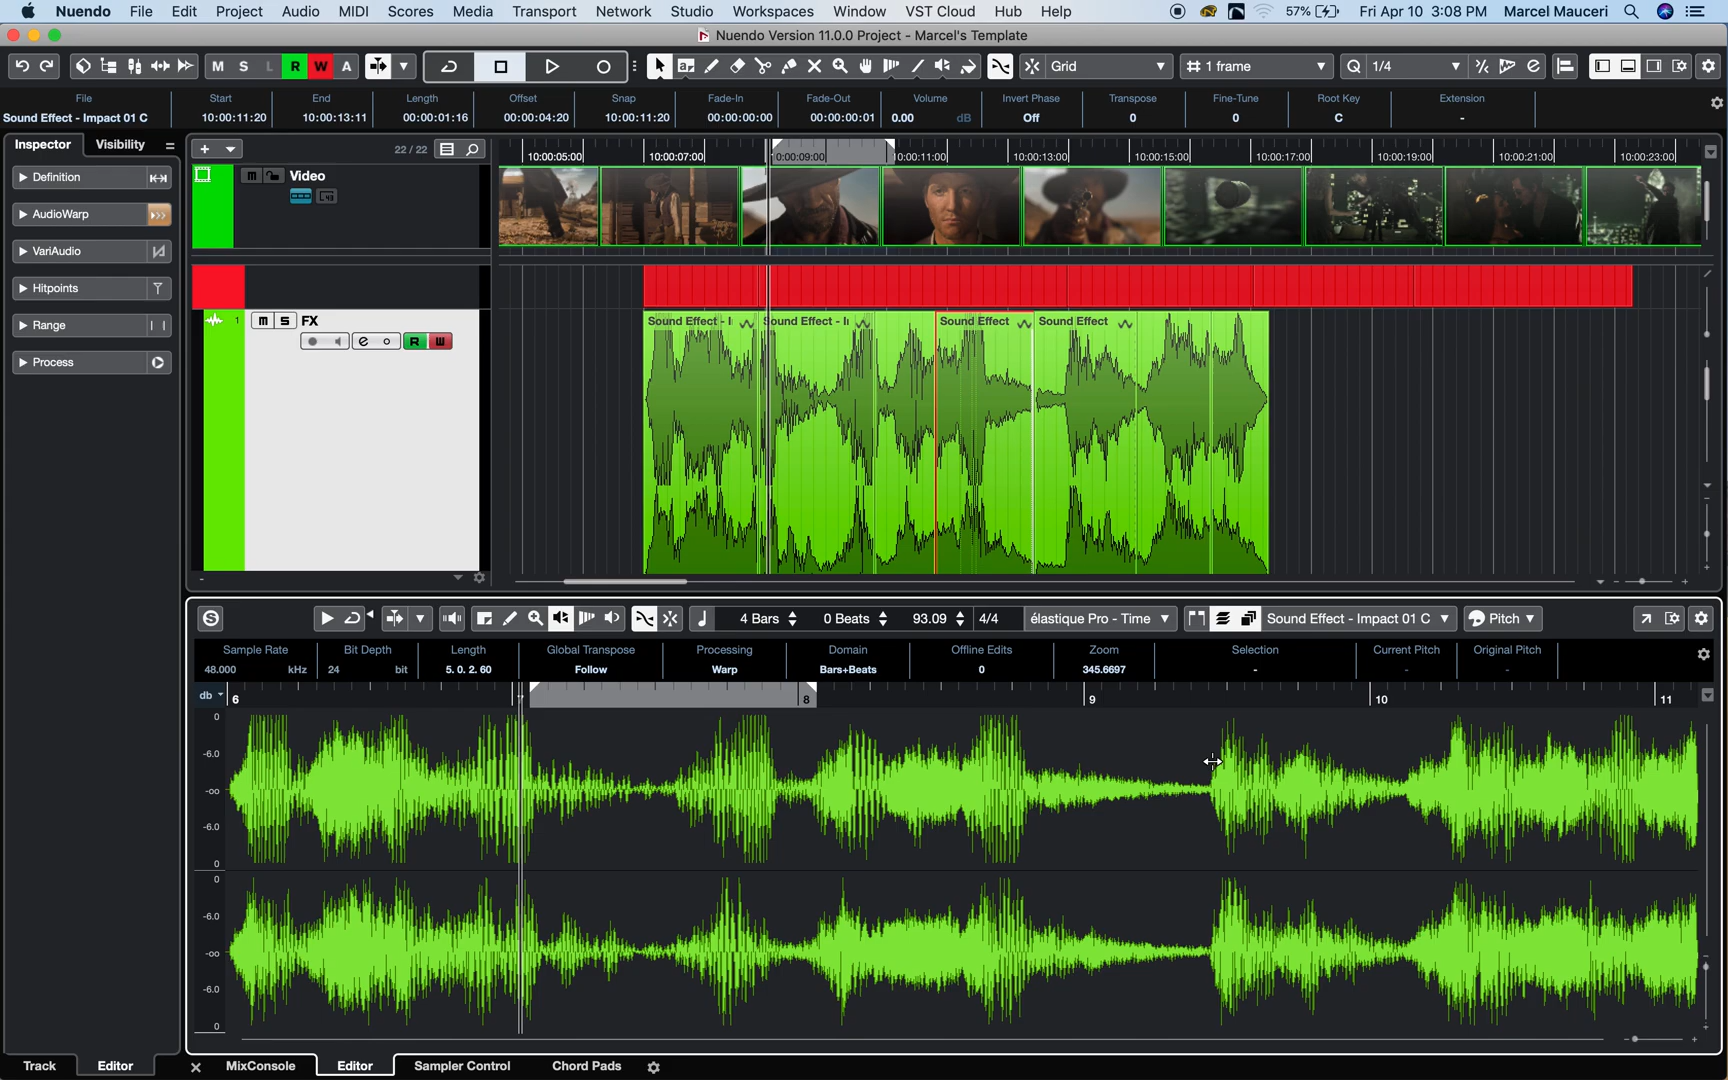 Nuendo File Edit Project Audio MIDI Scores Media Transport Network Studio Workspaces Window VST Cloud Hub Help 57% Fri Apr 10 3:08 PM Marcel Mauceri
Nuendo Version 11.0.0 Project - Marcel's Template
M S L R W A Grid 1 frame Q 1/4
File Start End Length Offset Snap Fade-In Fade-Out Volume Invert Phase Transpose Fine-Tune Root Key Extension
Sound Effect - Impact 01 C 10:00:11:20 10:00:13:11 00:00:01:16 00:00:04:20 10:00:11:20 00:00:00:00 00:00:00:01 0.00 dB Off 0 0 C -
Inspector Visibility
+ 22 / 22
10:00:05:00 10:00:07:00 0:00:09:00 0:00:11:00 10:00:13:00 10:00:15:00 10:00:17:00 10:00:19:00 10:00:21:00 10:00:23:00
Definition
AudioWarp
VariAudio
Hitpoints
Range
Process
m Video
1 m S FX
e R W
Sound Effect - I Sound Effect - Iı Sound Effect Sound Effect
4 Bars 0 Beats 93.09 4/4 élastique Pro - Time Sound Effect - Impact 01 C Pitch
Sample Rate Bit Depth Length Global Transpose Processing Domain Offline Edits Zoom Selection Current Pitch Original Pitch
48.000 kHz 24 bit 5. 0. 2. 60 Follow Warp Bars+Beats 0 345.6697 - - -
db 6 7 8 9 10 11
0
-6.0
-oo
-6.0
0
0
-6.0
-oo
-6.0
0
Track Editor MixConsole Editor Sampler Control Chord Pads